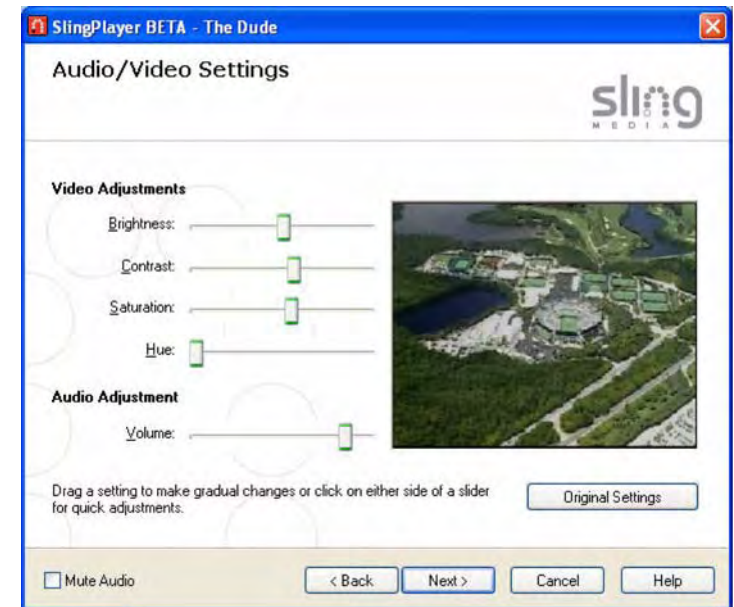 SlingPlayer BETA - The Dude
Audio/Video Settings
sling
MEDIA
Video Adjustments
Brightness:
Contrast:
Saturation:
Hue:
Audio Adjustment
Volume:
Drag a setting to make gradual changes or click on either side of a slider
for quick adjustments.
Original Settings
Mute Audio
< Back
Next >
Cancel
Help